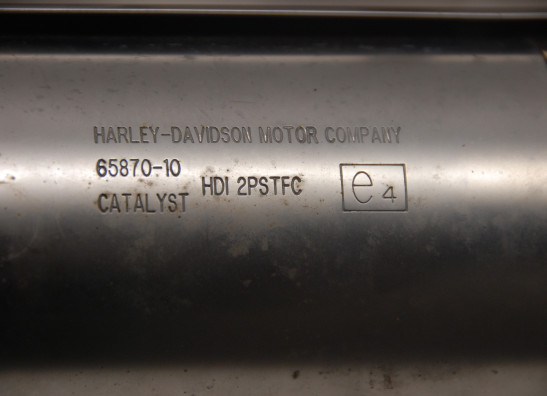 HARLEY-DAVIDSON MOTOR COMPANY
65870-10
HDI 2PSTFC
CATALYST
e4